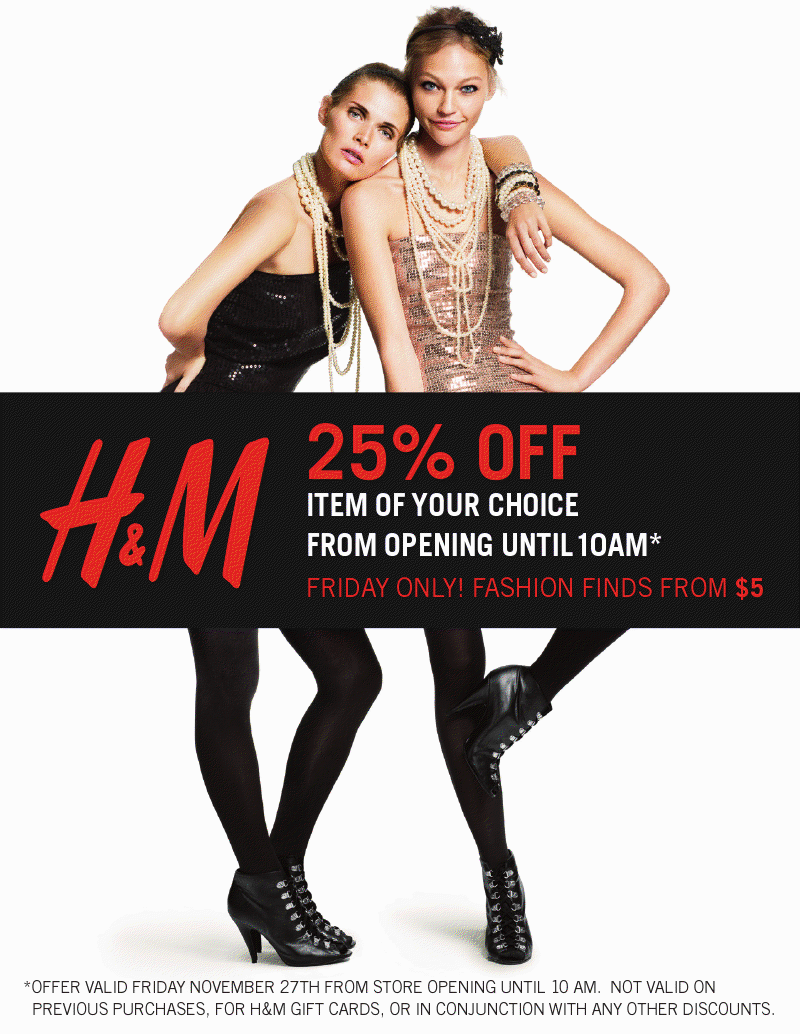 H&M
25% OFF
ITEM OF YOUR CHOICE
FROM OPENING UNTIL 10AM*
FRIDAY ONLY! FASHION FINDS FROM $5
*OFFER VALID FRIDAY NOVEMBER 27TH FROM STORE OPENING UNTIL 10 AM. NOT VALID ON
PREVIOUS PURCHASES, FOR H&M GIFT CARDS, OR IN CONJUNCTION WITH ANY OTHER DISCOUNTS.